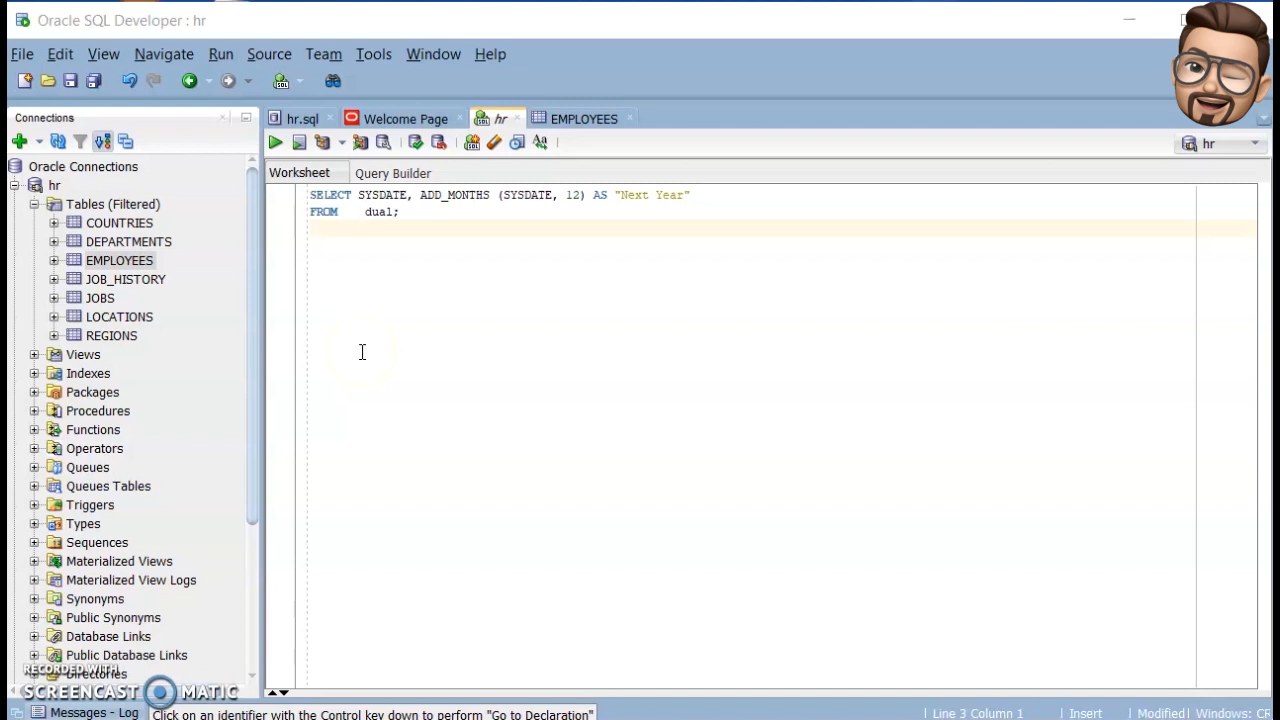 Oracle SQL Developer : hr
File Edit View Navigate Run Source Team Tools Window Help
Connections
hr.sql Welcome Page hr EMPLOYEES
hr
Worksheet Query Builder
Oracle Connections
hr
Tables (Filtered)
COUNTRIES
DEPARTMENTS
EMPLOYEES
JOB_HISTORY
JOBS
LOCATIONS
REGIONS
Views
Indexes
Packages
Procedures
Functions
Operators
Queues
Queues Tables
Triggers
Types
Sequences
Materialized Views
Materialized View Logs
Synonyms
Public Synonyms
Database Links
Public Database Links
Directories
SELECT SYSDATE, ADD_MONTHS (SYSDATE, 12) AS "Next Year"
FROM dual;
RECORDED WITH
SCREENCAST MATIC
Messages - Log
Click on an identifier with the Control key down to perform "Go to Declaration"
Line 3 Column 1 Insert Modified Windows: CR